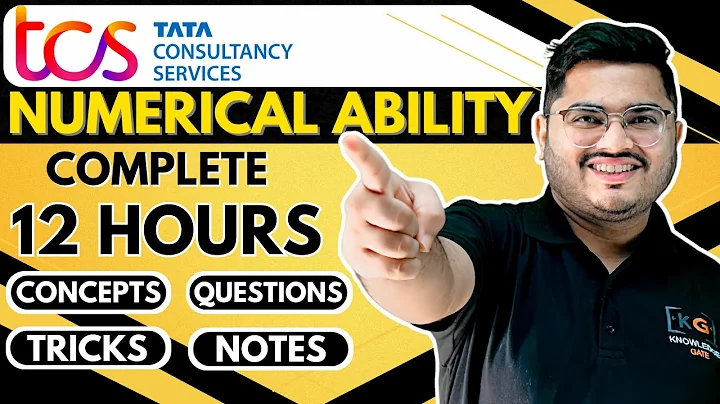 tcs
TATA
CONSULTANCY
SERVICES
NUMERICAL ABILITY
COMPLETE
12 HOURS
CONCEPTS
QUESTIONS
TRICKS
NOTES
KG
KNOWLEDGE
GATE